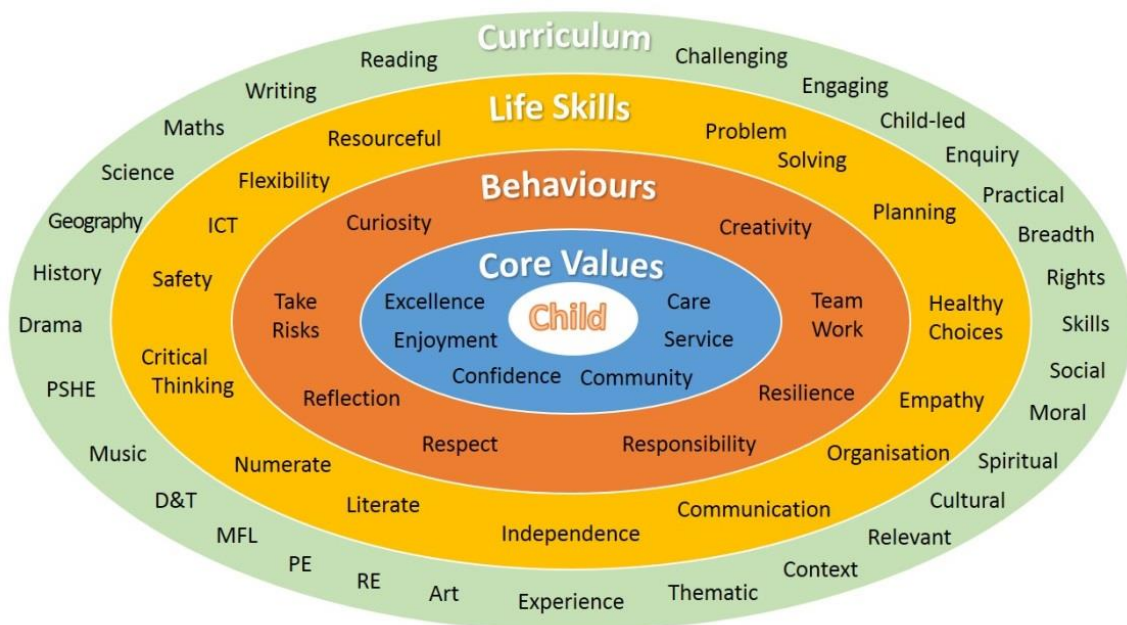 Curriculum
Reading
Writing
Maths
Science
Geography
History
Drama
PSHE
Music
D&T
MFL
PE
RE
Art
Experience
Thematic
Context
Relevant
Cultural
Spiritual
Moral
Social
Skills
Rights
Breadth
Practical
Enquiry
Child-led
Engaging
Challenging
Life Skills
Resourceful
Flexibility
ICT
Safety
Critical
Thinking
Numerate
Literate
Independence
Communication
Organisation
Empathy
Healthy
Choices
Planning
Problem
Solving
Behaviours
Curiosity
Take
Risks
Reflection
Respect
Responsibility
Resilience
Team
Work
Creativity
Core Values
Excellence
Enjoyment
Confidence
Community
Service
Care
Child